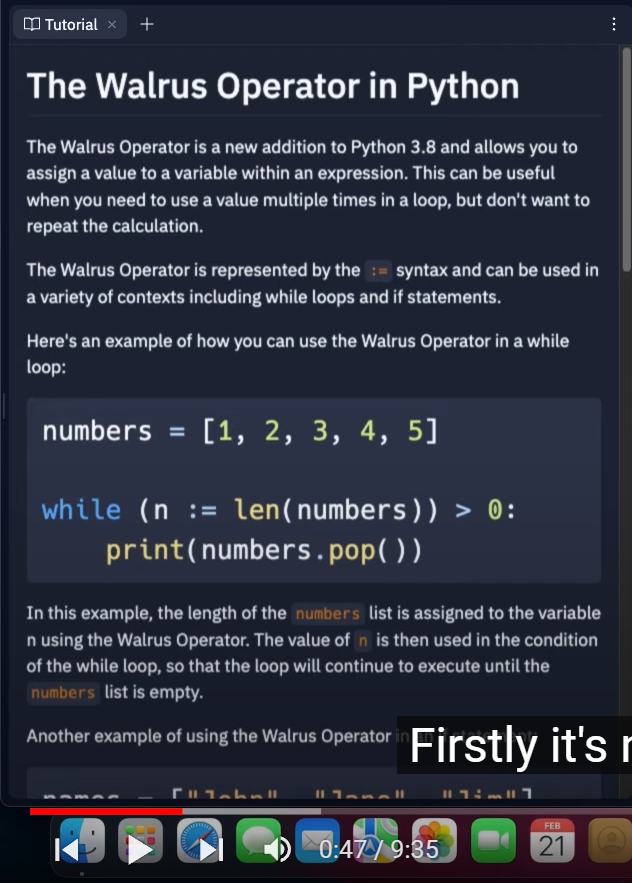 Tutorial
The Walrus Operator in Python
The Walrus Operator is a new addition to Python 3.8 and allows you to
assign a value to a variable within an expression. This can be useful
when you need to use a value multiple times in a loop, but don't want to
repeat the calculation.
The Walrus Operator is represented by the := syntax and can be used in
a variety of contexts including while loops and if statements.
Here's an example of how you can use the Walrus Operator in a while
loop:
numbers = [1, 2, 3, 4, 5]
while (n := len(numbers)) > 0:
    print(numbers.pop())
In this example, the length of the numbers list is assigned to the variable
n using the Walrus Operator. The value of n is then used in the condition
of the while loop, so that the loop will continue to execute until the
numbers list is empty.
Another example of using the Walrus Operator
Firstly it's
names = ["John", "Jane", "Jim"]
FEB
21
0:47 / 9:35